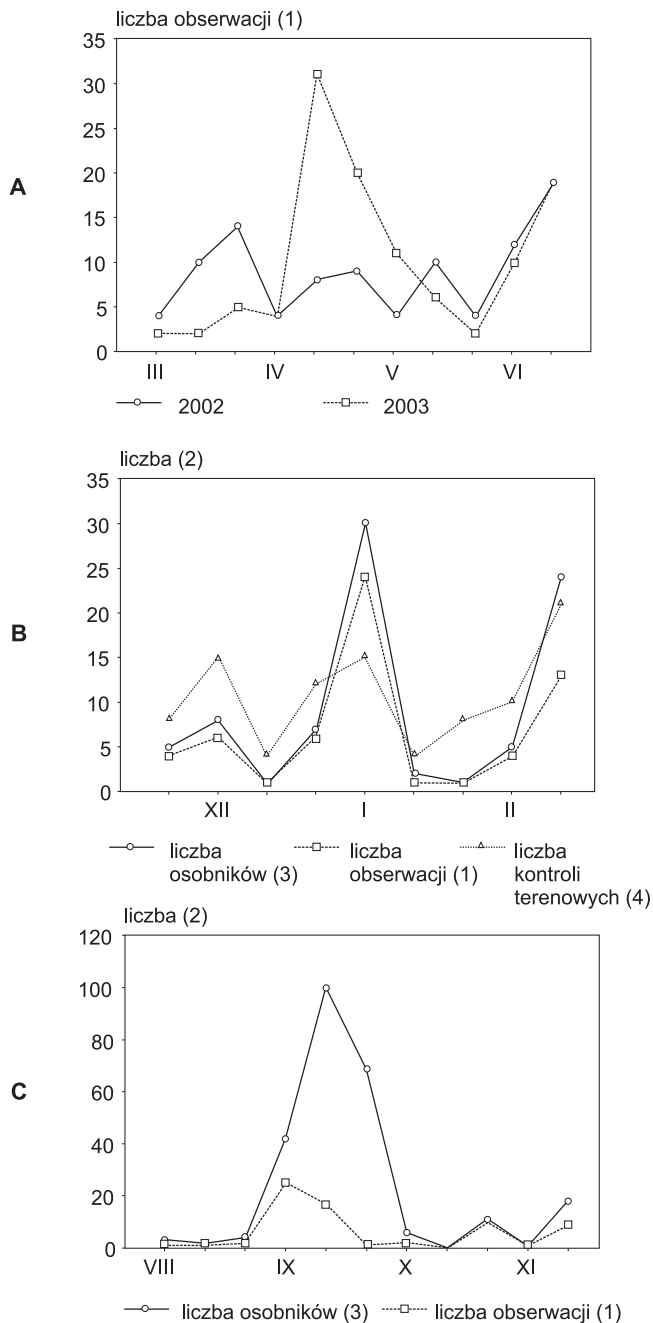 liczba obserwacji (1)
35
30
25
20
15
10
5
0
A
III IV V VI
2002 2003
liczba (2)
35
30
25
20
15
10
5
0
B
XII I II
liczba osobników (3)
liczba obserwacji (1)
liczba kontroli terenowych (4)
liczba (2)
120
100
80
60
40
20
0
C
VIII IX X XI
liczba osobników (3) liczba obserwacji (1)